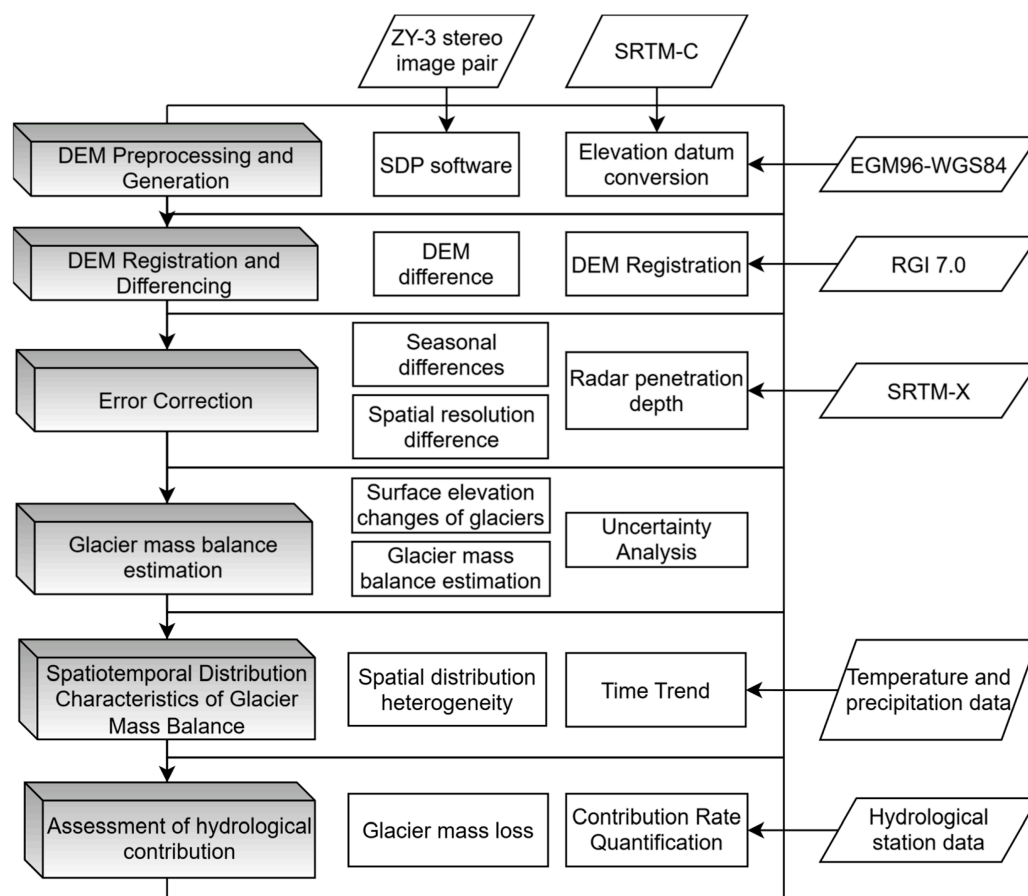 ZY-3 stereo
image pair
SRTM-C
DEM Preprocessing and
Generation
SDP software
Elevation datum
conversion
EGM96-WGS84
DEM Registration and
Differencing
DEM
difference
DEM Registration
RGI 7.0
Error Correction
Seasonal
differences
Spatial resolution
difference
Radar penetration
depth
SRTM-X
Glacier mass balance
estimation
Surface elevation
changes of glaciers
Glacier mass
balance estimation
Uncertainty
Analysis
Spatiotemporal Distribution
Characteristics of Glacier
Mass Balance
Spatial distribution
heterogeneity
Time Trend
Temperature and
precipitation data
Assessment of hydrological
contribution
Glacier mass loss
Contribution Rate
Quantification
Hydrological
station data